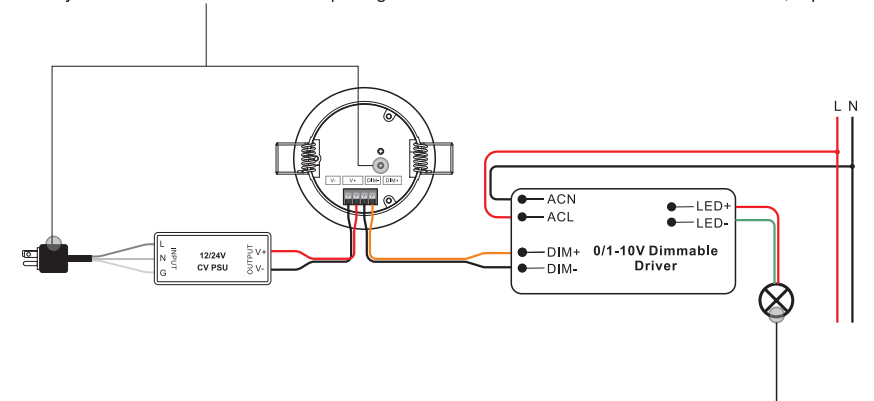 L N
V- V+ DIM- DIM+
ACN
ACL
LED+
LED-
L
N
G
INPUT
12/24V
CV PSU
OUTPUT
V+
V-
DIM+
DIM-
0/1-10V Dimmable
Driver